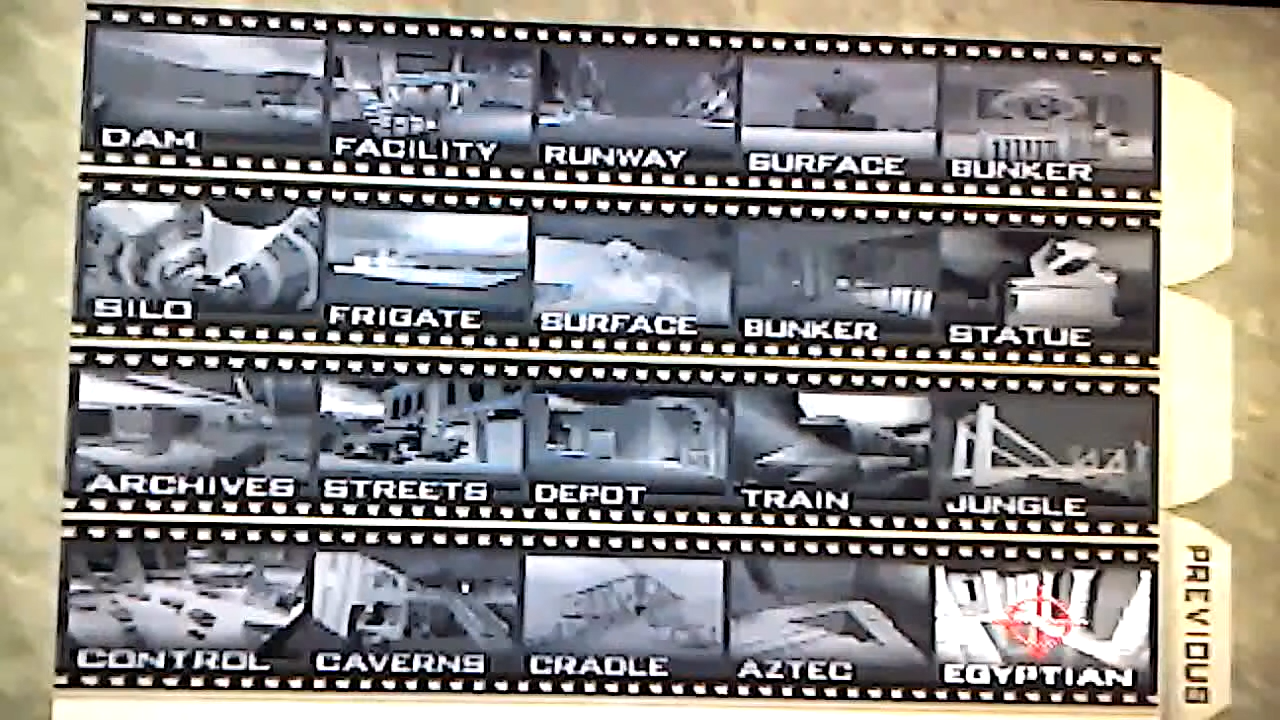 DAM FACILITY RUNWAY SURFACE BUNKER
SILO FRIGATE SURFACE BUNKER STATUE
ARCHIVES STREETS DEPOT TRAIN JUNGLE
CONTROL CAVERNS CRADLE AZTEC EGYPTIAN
PREVIOUS